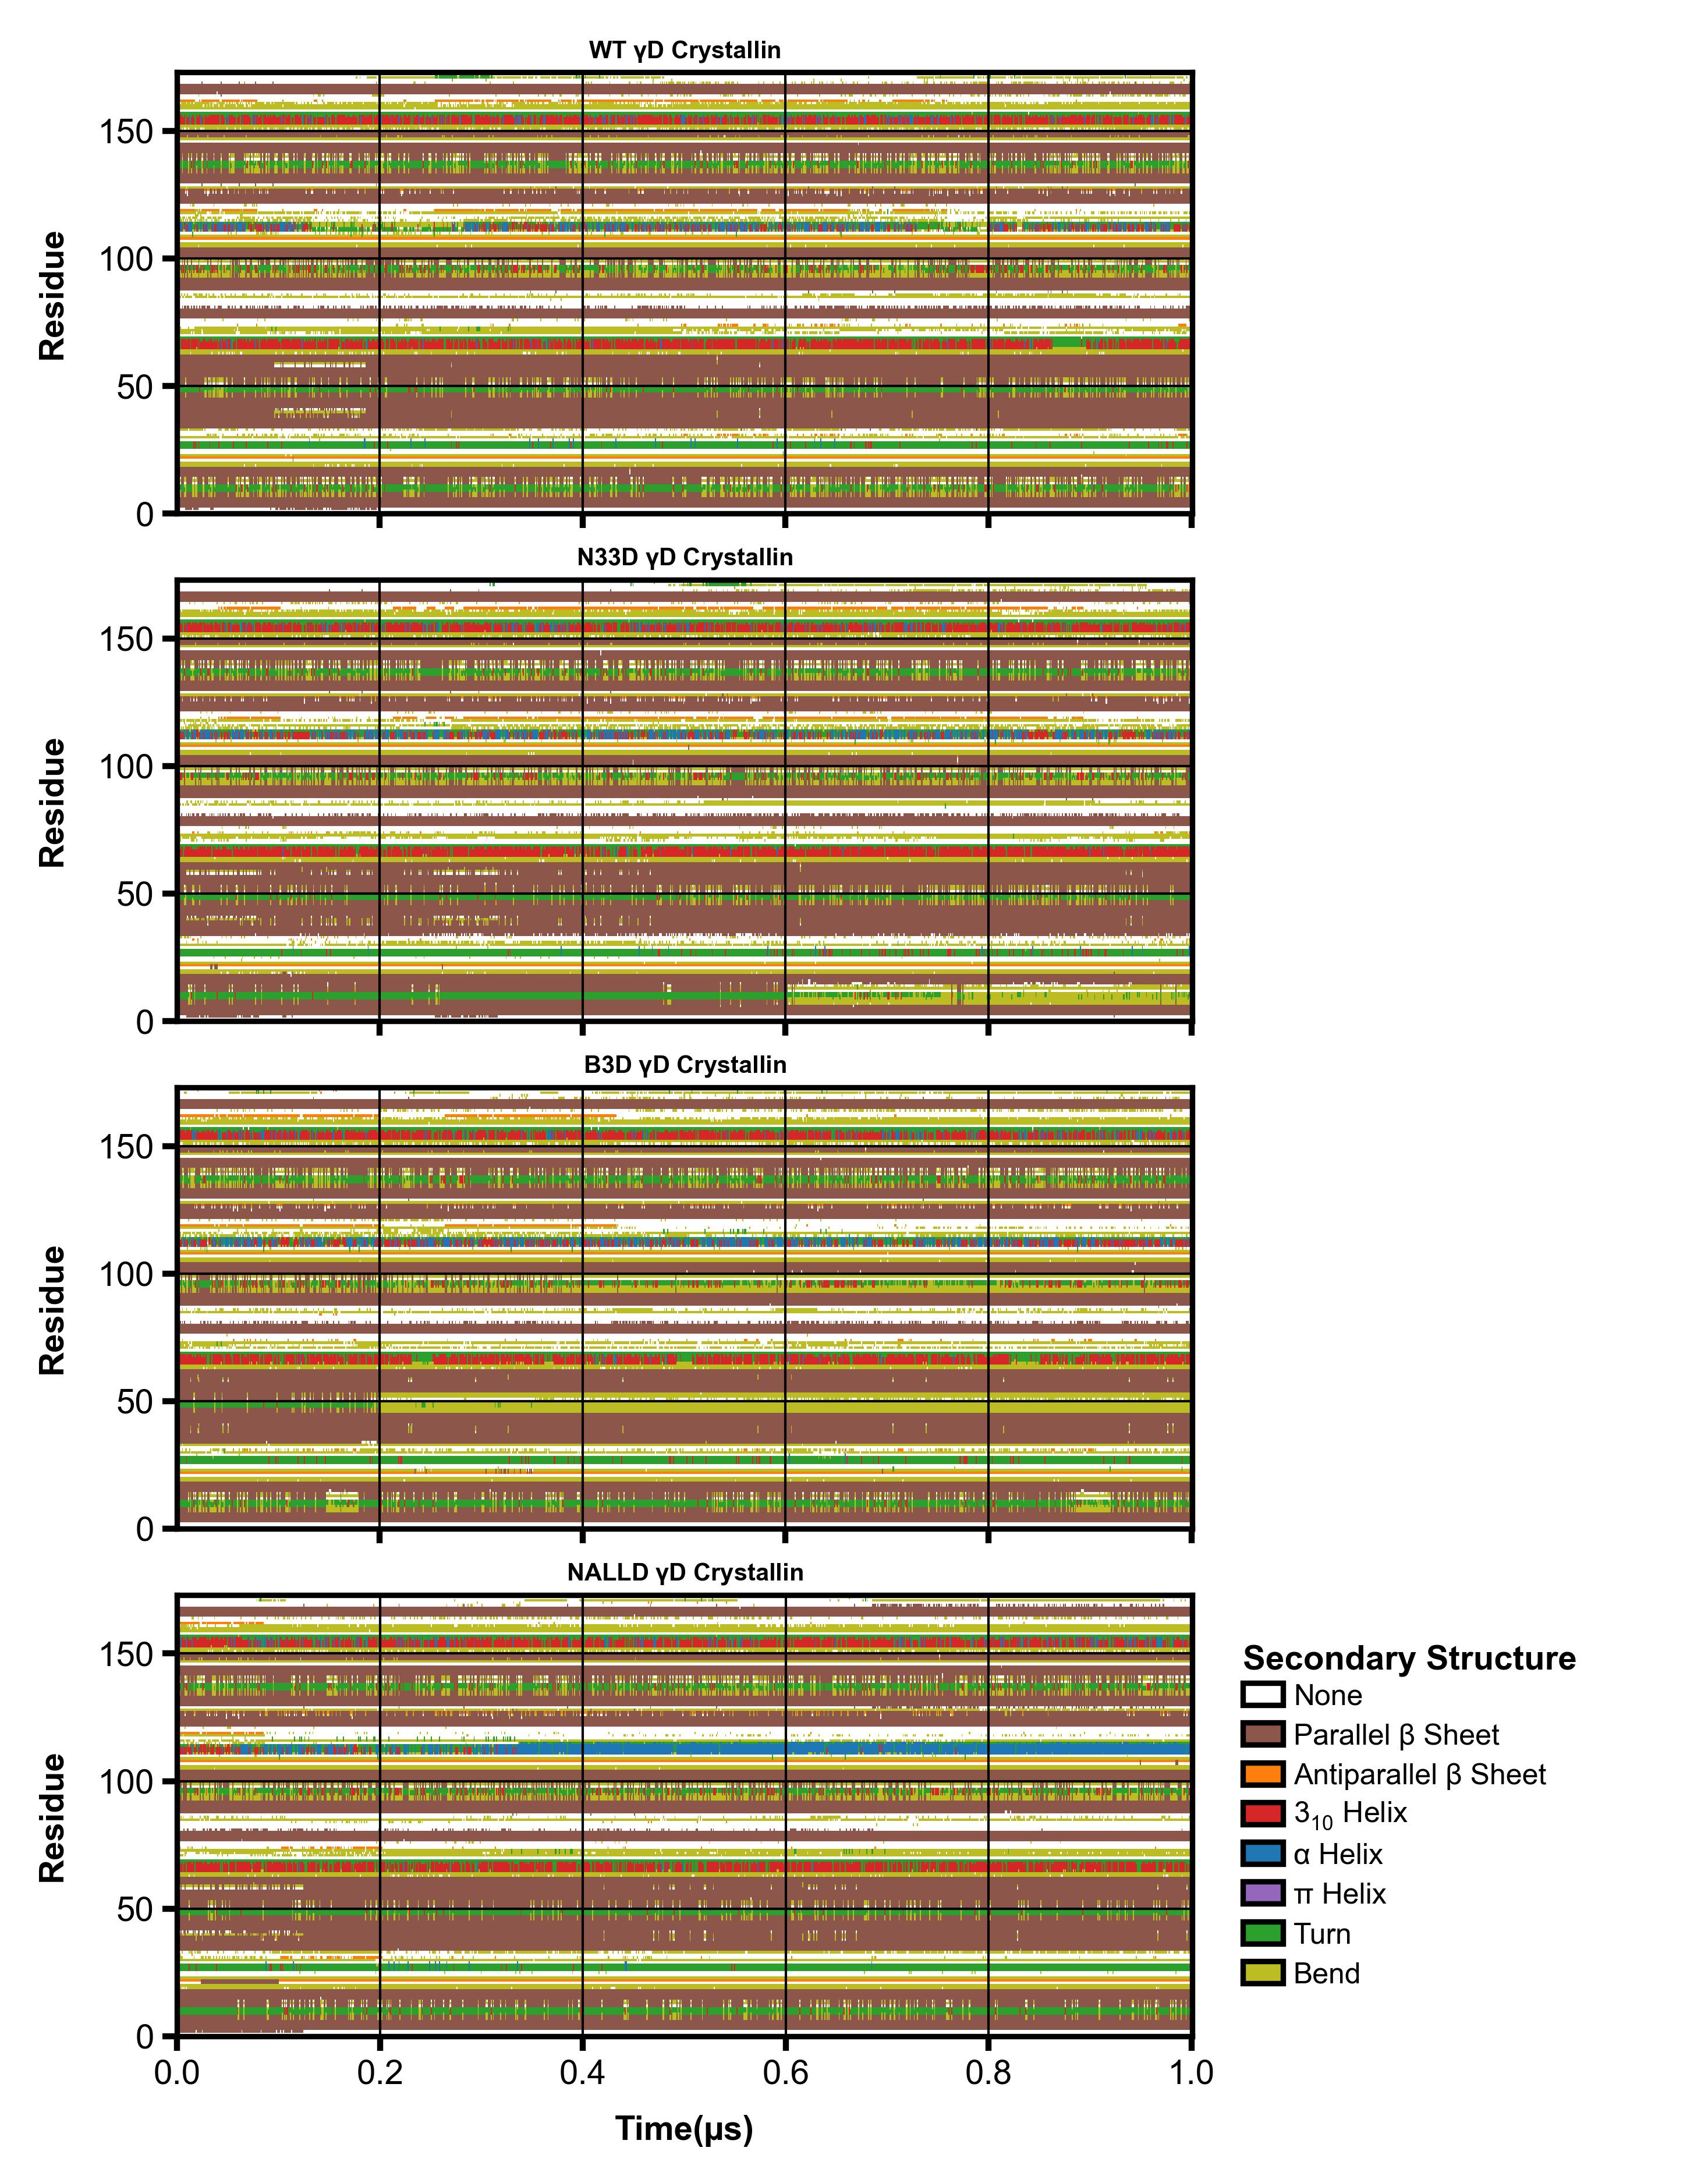 WT γD Crystallin
150
100
50
0
Residue
N33D γD Crystallin
150
100
50
0
Residue
B3D γD Crystallin
150
100
50
0
Residue
NALLD γD Crystallin
150
100
50
0
Residue
0.0 0.2 0.4 0.6 0.8 1.0
Time(μs)
Secondary Structure
None
Parallel β Sheet
Antiparallel β Sheet
3₁₀ Helix
α Helix
π Helix
Turn
Bend